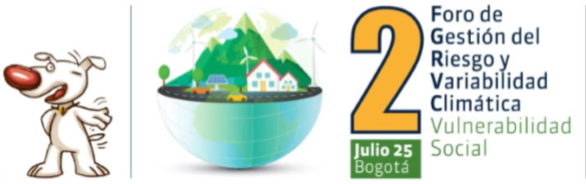 2
Foro de
Gestión del
Riesgo y
Variabilidad
Climática
Vulnerabilidad
Social
Julio 25
Bogotá